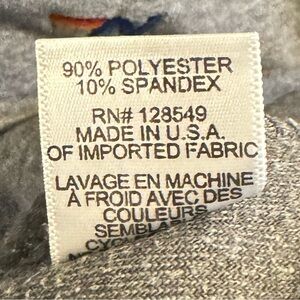 90% POLYESTER
10% SPANDEX
RN# 128549
MADE IN U.S.A.
OF IMPORTED FABRIC
LAVAGE EN MACHINE
À FROID AVEC DES
COULEURS